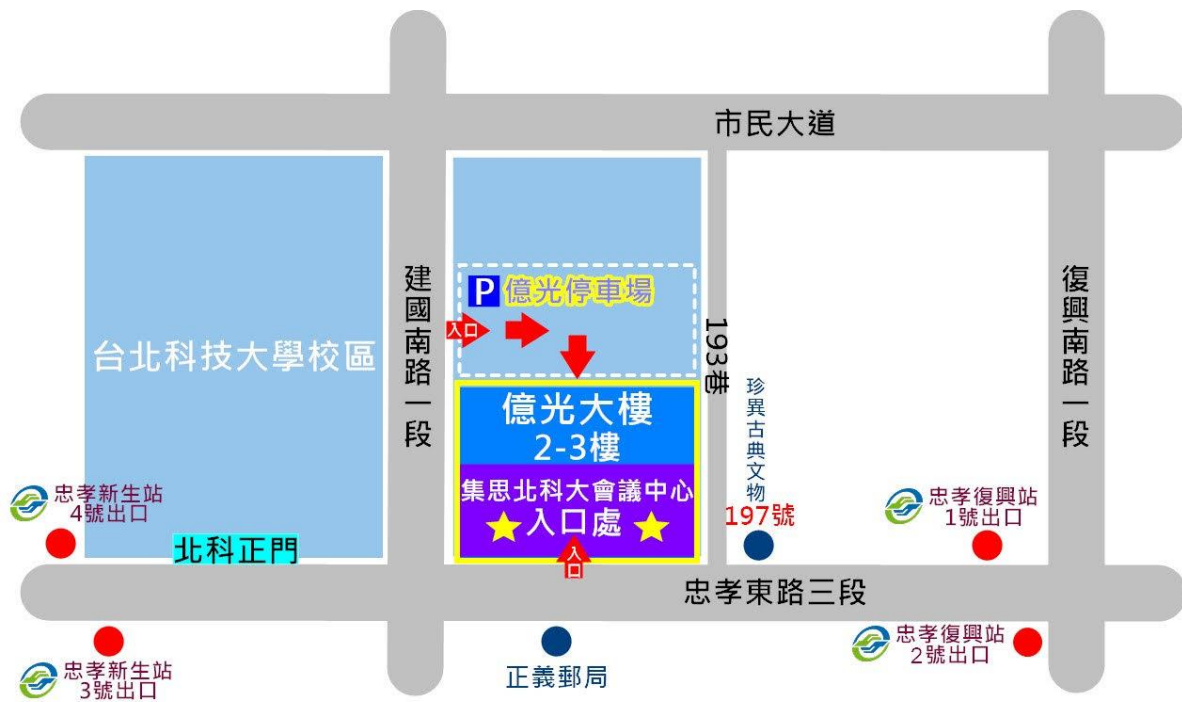 市民大道
建國南路一段
復興南路一段
P 億光停車場
入口
台北科技大學校區
193巷
億光大樓
2-3樓
集思北科大會議中心
入口處
入口
珍異古典文物
197號
忠孝新生站
4號出口
忠孝復興站
1號出口
北科正門
忠孝東路三段
忠孝新生站
3號出口
正義郵局
忠孝復興站
2號出口